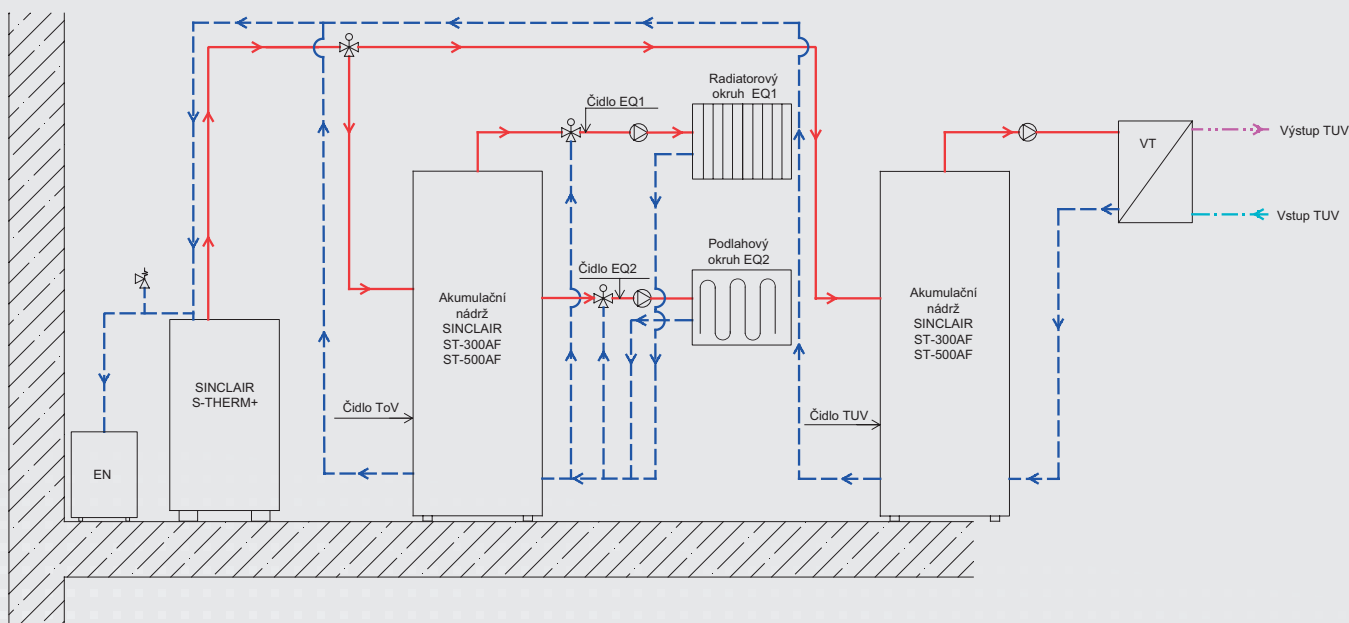 Radiatorový
okruh EQ1
Čidlo EQ1
VT
Výstup TUV
Vstup TUV
Podlahový
okruh EQ2
Čidlo EQ2
Akumulační
nádrž
SINCLAIR
ST-300AF
ST-500AF
Akumulační
nádrž
SINCLAIR
ST-300AF
ST-500AF
SINCLAIR
S-THERM+
Čidlo ToV
Čidlo TUV
EN